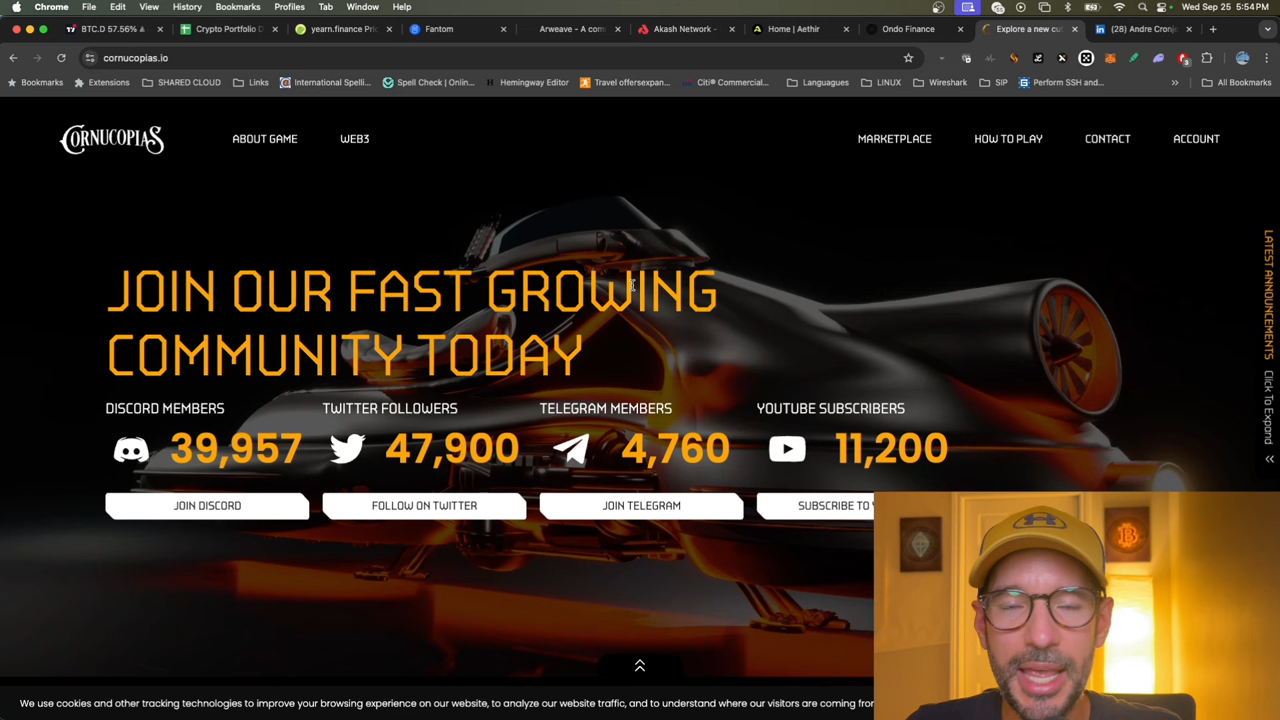 Chrome File Edit View History Bookmarks Profiles Tab Window Help
Wed Sep 25 5:54 PM
BTC.D 57.56%
Crypto Portfolio D
yearn.finance Pric
Fantom
Arweave - A com
Akash Network -
Home | Aethir
Ondo Finance
Explore a new cut
(28) Andre Cronje
cornucopias.io
Bookmarks
Extensions
SHARED CLOUD
Links
International Spelli...
Spell Check | Onlin...
Hemingway Editor
Travel offersexpan...
Citi® Commercial...
Languagues
LINUX
Wireshark
SIP
Perform SSH and...
All Bookmarks
CORNUCOPIAS
ABOUT GAME
WEB3
MARKETPLACE
HOW TO PLAY
CONTACT
ACCOUNT
JOIN OUR FAST GROWING
COMMUNITY TODAY
DISCORD MEMBERS
TWITTER FOLLOWERS
TELEGRAM MEMBERS
YOUTUBE SUBSCRIBERS
39,957
47,900
4,760
11,200
JOIN DISCORD
FOLLOW ON TWITTER
JOIN TELEGRAM
SUBSCRIBE TO
LATEST ANNOUNCEMENTS Click To Expand
We use cookies and other tracking technologies to improve your browsing experience on our website, to analyze our website traffic, and to understand where our visitors are coming from